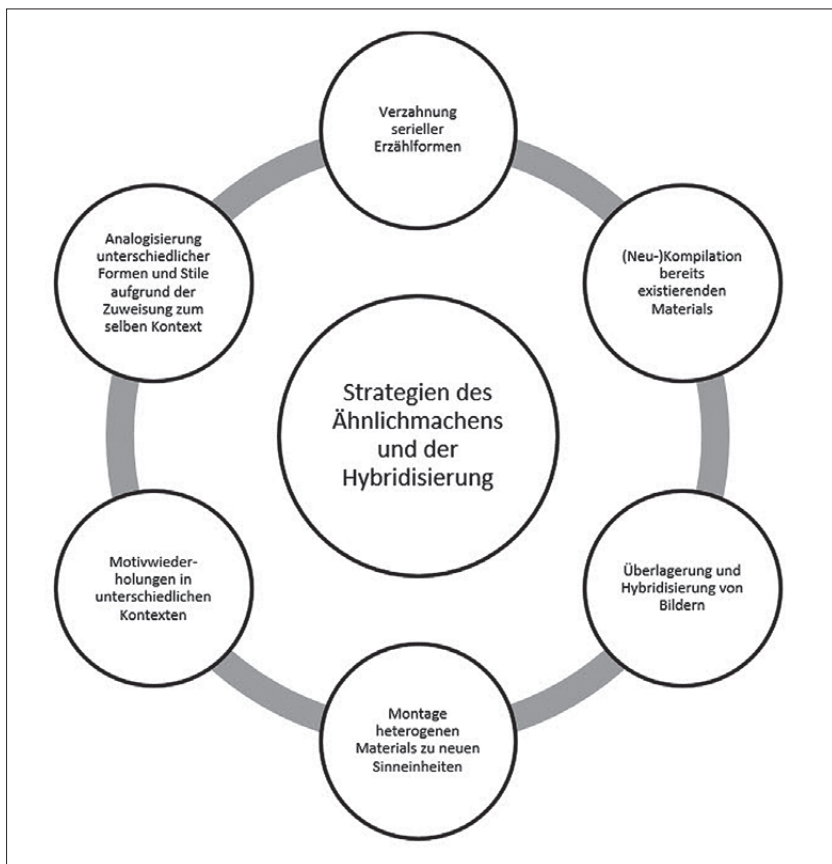 Verzahnung
serieller
Erzählformen
(Neu-)Kompilation
bereits
existierenden
Materials
Überlagerung und
Hybridisierung von
Bildern
Montage
heterogenen
Materials zu neuen
Sinneinheiten
Motivwieder-
holungen in
unterschiedlichen
Kontexten
Analogisierung
unterschiedlicher
Formen und Stile
aufgrund der
Zuweisung zum
selben Kontext
Strategien des
Ähnlichmachens
und der
Hybridisierung